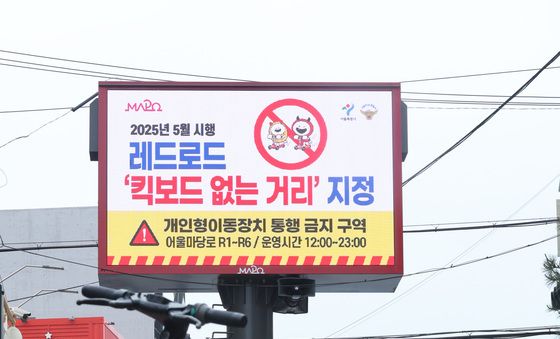 MAPO
2025년 5월 시행
레드로드
‘킥보드 없는 거리’ 지정
개인형이동장치 통행 금지 구역
어울마당로 R1~R6 / 운영시간 12:00~23:00
MAPO